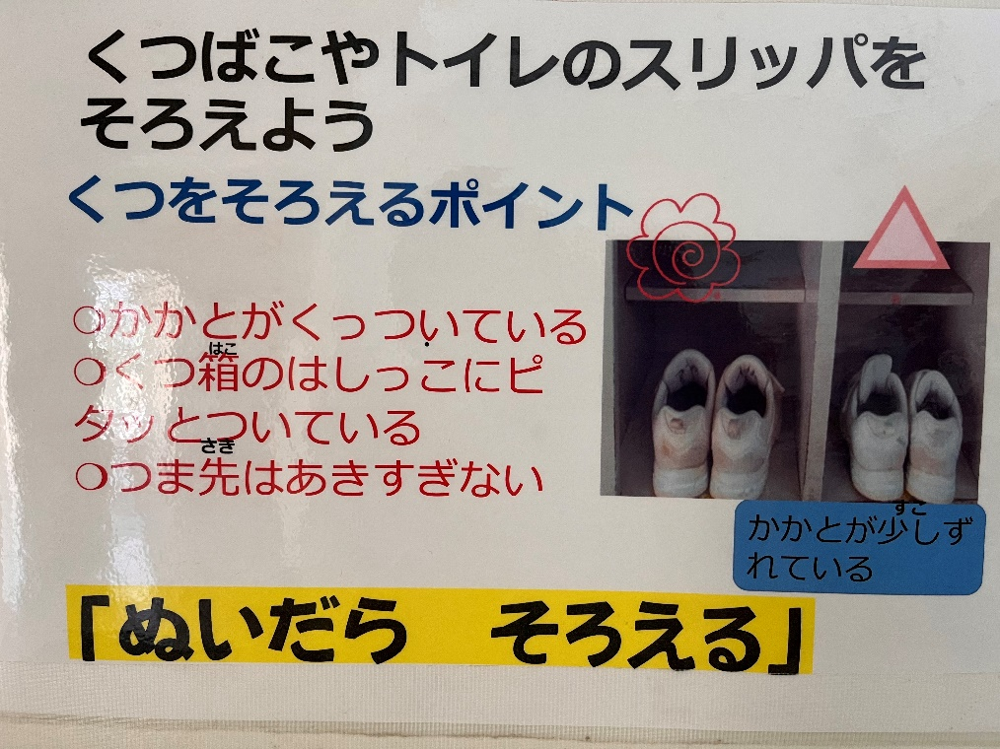 くつばこやトイレのスリッパを
そろえよう
くつをそろえるポイント
○かかとがくっついている
はこ
○くつ箱のはしっこにピ
タッとついている
さき
○つま先はあきすぎない
すこ
かかとが少しず
れている
「ぬいだら　そろえる」